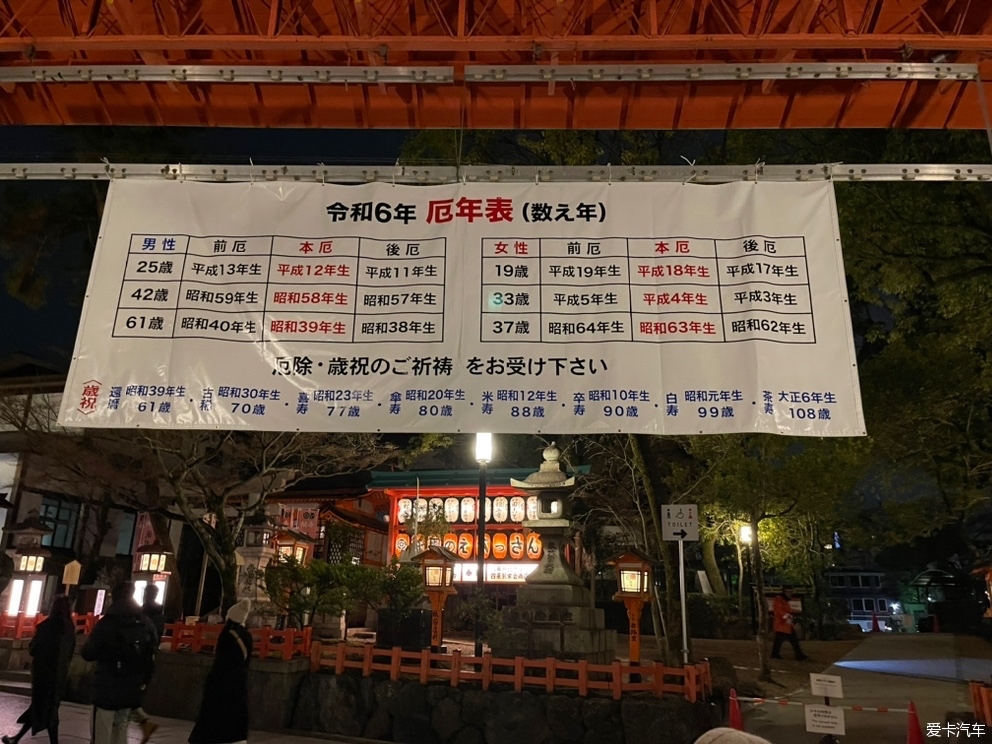 令和6年 厄年表 (数え年)
男性 前厄 本厄 後厄
25歳 平成13年生 平成12年生 平成11年生
42歳 昭和59年生 昭和58年生 昭和57年生
61歳 昭和40年生 昭和39年生 昭和38年生
女性 前厄 本厄 後厄
19歳 平成19年生 平成18年生 平成17年生
33歳 平成5年生 平成4年生 平成3年生
37歳 昭和64年生 昭和63年生 昭和62年生
厄除・歳祝のご祈祷 をお受け下さい
〈歳祝〉
還暦 昭和39年生 61歳
・古稀 昭和30年生 70歳
・喜寿 昭和23年生 77歳
・傘寿 昭和20年生 80歳
・米寿 昭和12年生 88歳
・卒寿 昭和10年生 90歳
・白寿 昭和元年生 99歳
・茶寿 大正6年生 108歳
TOILET
爱卡汽车